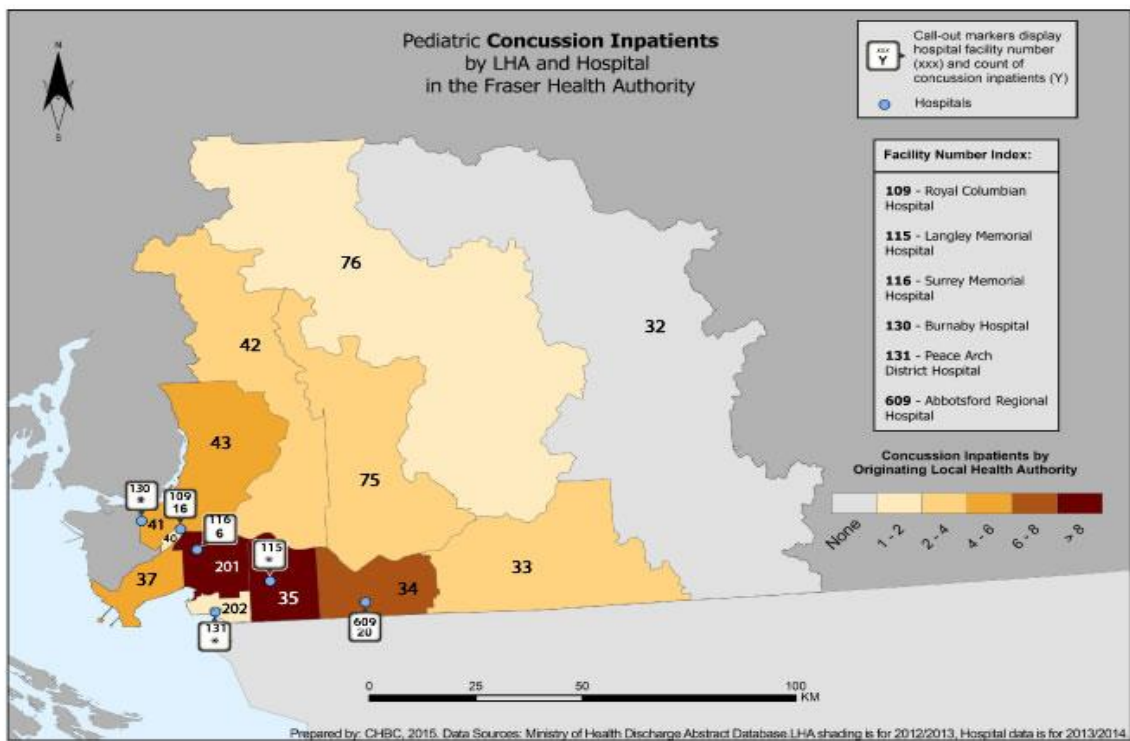 Pediatric Concussion Inpatients
by LHA and Hospital
in the Fraser Health Authority
N
S
xxx
Y
Call-out markers display
hospital facility number
(xxx) and count of
concussion inpatients (Y)
Hospitals
Facility Number Index:
109 - Royal Columbian
Hospital
115 - Langley Memorial
Hospital
116 - Surrey Memorial
Hospital
130 - Burnaby Hospital
131 - Peace Arch
District Hospital
609 - Abbotsford Regional
Hospital
Concussion Inpatients by
Originating Local Health Authority
None
1 - 2
2 - 4
4 - 6
6 - 8
> 8
76
32
42
43
75
130
*
109
16
41
40
116
6
115
*
37
201
35
34
33
202
131
*
609
20
0
25
50
100
KM
Prepared by: CHBC, 2015. Data Sources: Ministry of Health Discharge Abstract Database.LHA shading is for 2012/2013, Hospital data is for 2013/2014.